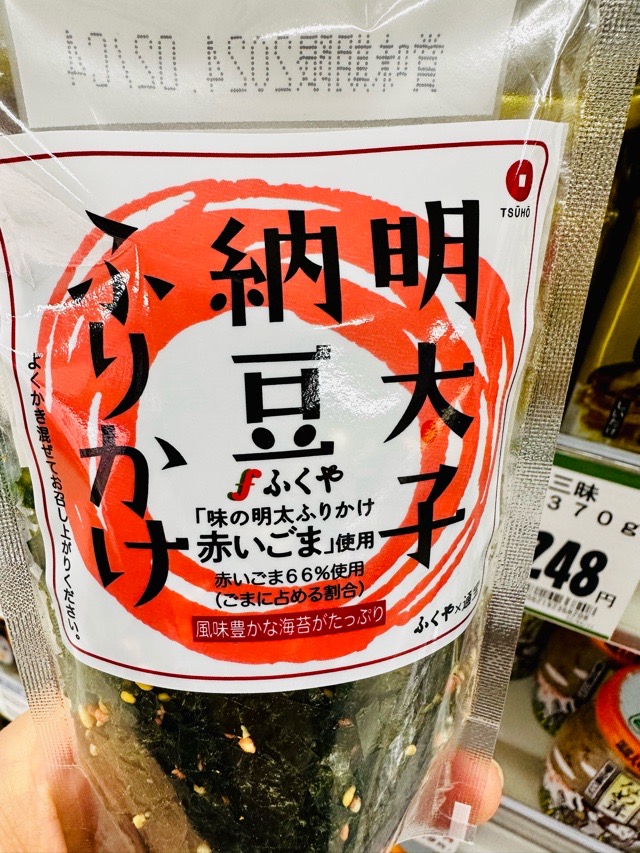 賞味期限2024.02.26C4
TSŪHŌ
明太子
納豆
ふりかけ
ふくや
「味の明太ふりかけ
赤いごま」使用
赤いごま66%使用
（ごまに占める割合）
風味豊かな海苔がたっぷり
よくかき混ぜてお召し上がりください。
ふくや×通
三昧
370g
248円